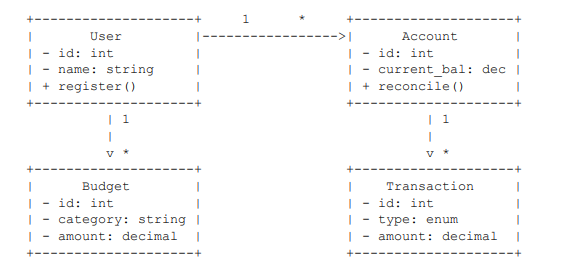 +---------------------+     1      *     +---------------------+
|       User          |----------------->|      Account        |
| - id: int           |                  | - id: int           |
| - name: string      |                  | - current_bal: dec  |
| + register()        |                  | + reconcile()       |
+---------------------+                  +---------------------+
          | 1                                      | 1
          |                                        |
          v *                                      v *
+---------------------+                  +---------------------+
|      Budget         |                  |    Transaction      |
| - id: int           |                  | - id: int           |
| - category: string  |                  | - type: enum        |
| - amount: decimal   |                  | - amount: decimal   |
+---------------------+                  +---------------------+